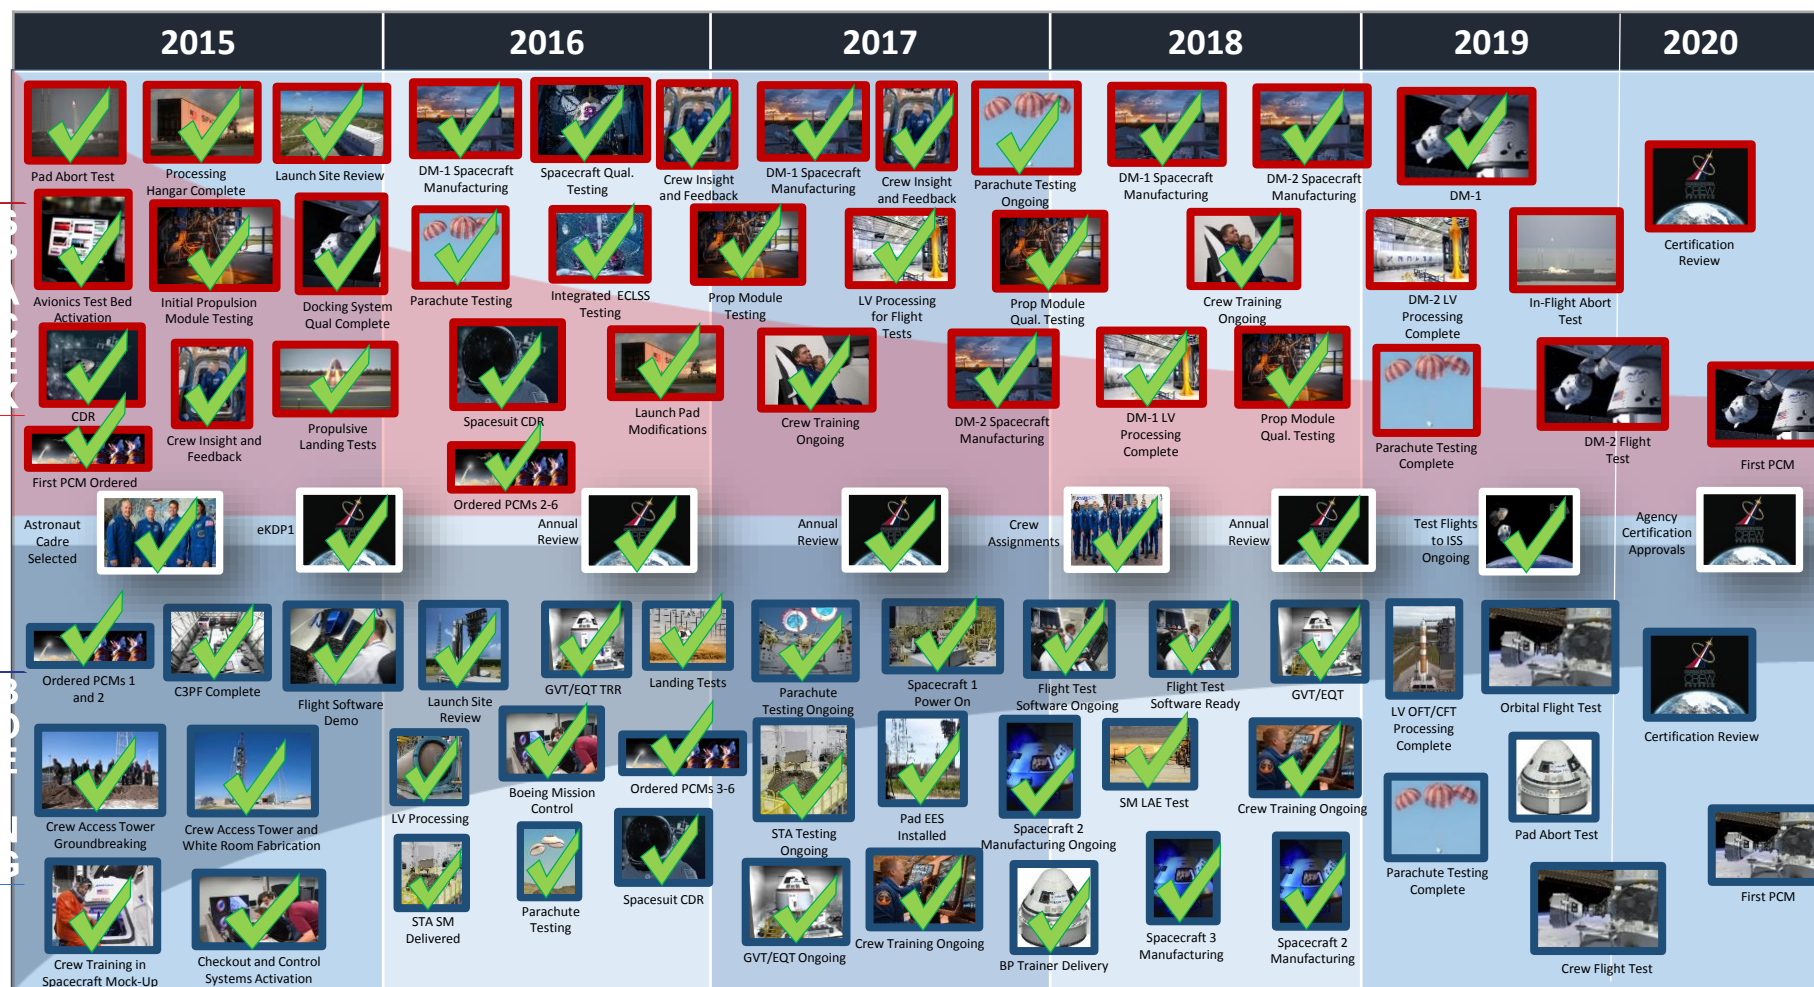 2015
2016
2017
2018
2019
2020
Pad Abort Test
Processing
Hangar Complete
Launch Site Review
DM-1 Spacecraft
Manufacturing
Spacecraft Qual.
Testing
Crew Insight
and Feedback
DM-1 Spacecraft
Manufacturing
Crew Insight
and Feedback
Parachute Testing
Ongoing
DM-1 Spacecraft
Manufacturing
DM-2 Spacecraft
Manufacturing
DM-1
Certification
Review
Avionics Test Bed
Activation
Initial Propulsion
Module Testing
Docking System
Qual Complete
Parachute Testing
Integrated ECLSS
Testing
Prop Module
Testing
LV Processing
for Flight
Tests
Prop Module
Qual. Testing
Crew Training
Ongoing
DM-2 LV
Processing
Complete
In-Flight Abort
Test
CDR
Crew Insight and
Feedback
Propulsive
Landing Tests
Spacesuit CDR
Launch Pad
Modifications
Crew Training
Ongoing
DM-2 Spacecraft
Manufacturing
DM-1 LV
Processing
Complete
Prop Module
Qual. Testing
Parachute Testing
Complete
DM-2 Flight
Test
First PCM
First PCM Ordered
Ordered PCMs 2-6
Astronaut
Cadre
Selected
eKDP1
Annual
Review
Annual
Review
Crew
Assignments
Annual
Review
Test Flights
to ISS
Ongoing
Agency
Certification
Approvals
Ordered PCMs 1
and 2
C3PF Complete
Flight Software
Demo
Launch Site
Review
GVT/EQT TRR
Landing Tests
Parachute
Testing Ongoing
Spacecraft 1
Power On
Flight Test
Software Ongoing
Flight Test
Software Ready
GVT/EQT
LV OFT/CFT
Processing
Complete
Orbital Flight Test
Certification Review
Crew Access Tower
Groundbreaking
Crew Access Tower and
White Room Fabrication
LV Processing
Boeing Mission
Control
Ordered PCMs 3-6
STA Testing
Ongoing
Pad EES
Installed
Spacecraft 2
Manufacturing Ongoing
SM LAE Test
Crew Training Ongoing
Parachute Testing
Complete
Pad Abort Test
First PCM
Crew Training in
Spacecraft Mock-Up
Checkout and Control
Systems Activation
STA SM
Delivered
Parachute
Testing
Spacesuit CDR
GVT/EQT Ongoing
Crew Training Ongoing
BP Trainer Delivery
Spacecraft 3
Manufacturing
Spacecraft 2
Manufacturing
Crew Flight Test